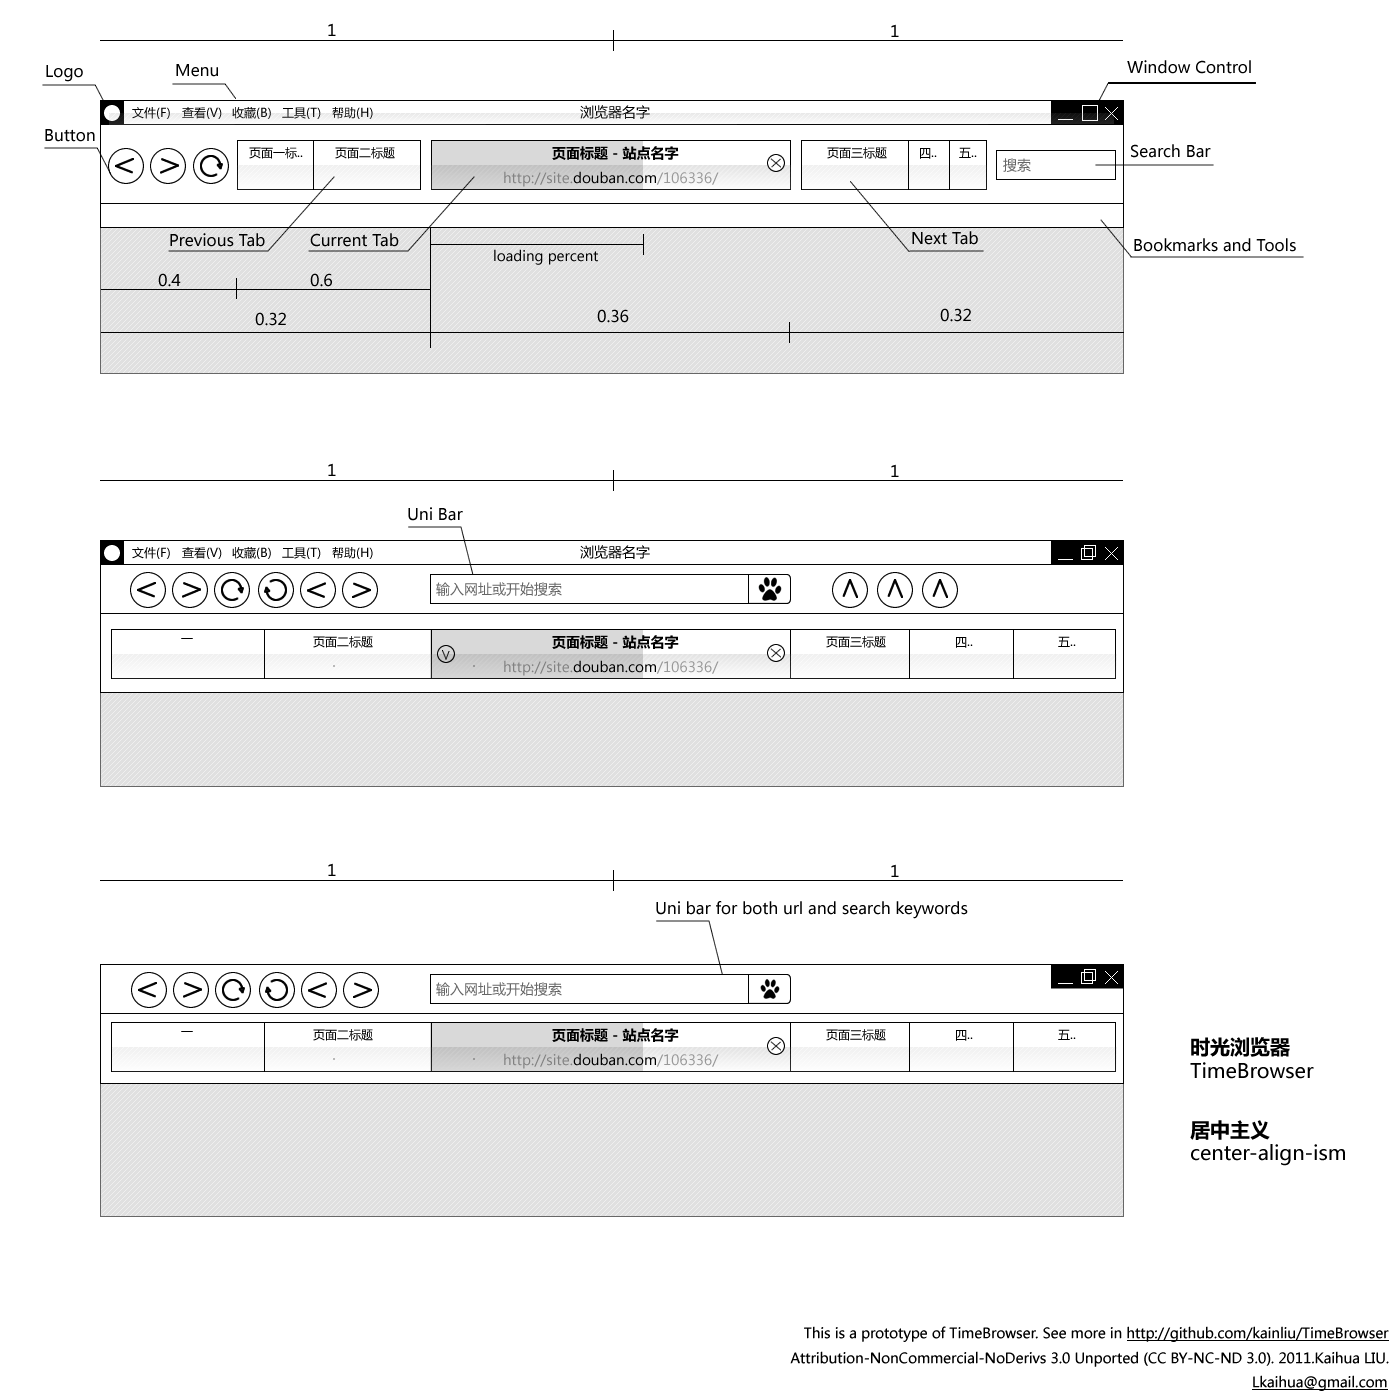 1 1
Logo
Menu
Window Control
文件(F) 查看(V) 收藏(B) 工具(T) 帮助(H) 浏览器名字
Button
< > 页面一标.. 页面二标题 页面标题 - 站点名字 页面三标题 四.. 五.. 搜索
http://site.douban.com/106336/
Search Bar
Previous Tab Current Tab Next Tab
Bookmarks and Tools
loading percent
0.4 0.6
0.32 0.36 0.32
1 1
Uni Bar
文件(F) 查看(V) 收藏(B) 工具(T) 帮助(H) 浏览器名字
< > < > 输入网址或开始搜索
一 页面二标题 页面标题 - 站点名字 页面三标题 四.. 五..
V http://site.douban.com/106336/
1 1
Uni bar for both url and search keywords
< > < > 输入网址或开始搜索
一 页面二标题 页面标题 - 站点名字 页面三标题 四.. 五..
http://site.douban.com/106336/
时光浏览器
TimeBrowser
居中主义
center-align-ism
This is a prototype of TimeBrowser. See more in http://github.com/kainliu/TimeBrowser
Attribution-NonCommercial-NoDerivs 3.0 Unported (CC BY-NC-ND 3.0). 2011.Kaihua LIU.
Lkaihua@gmail.com